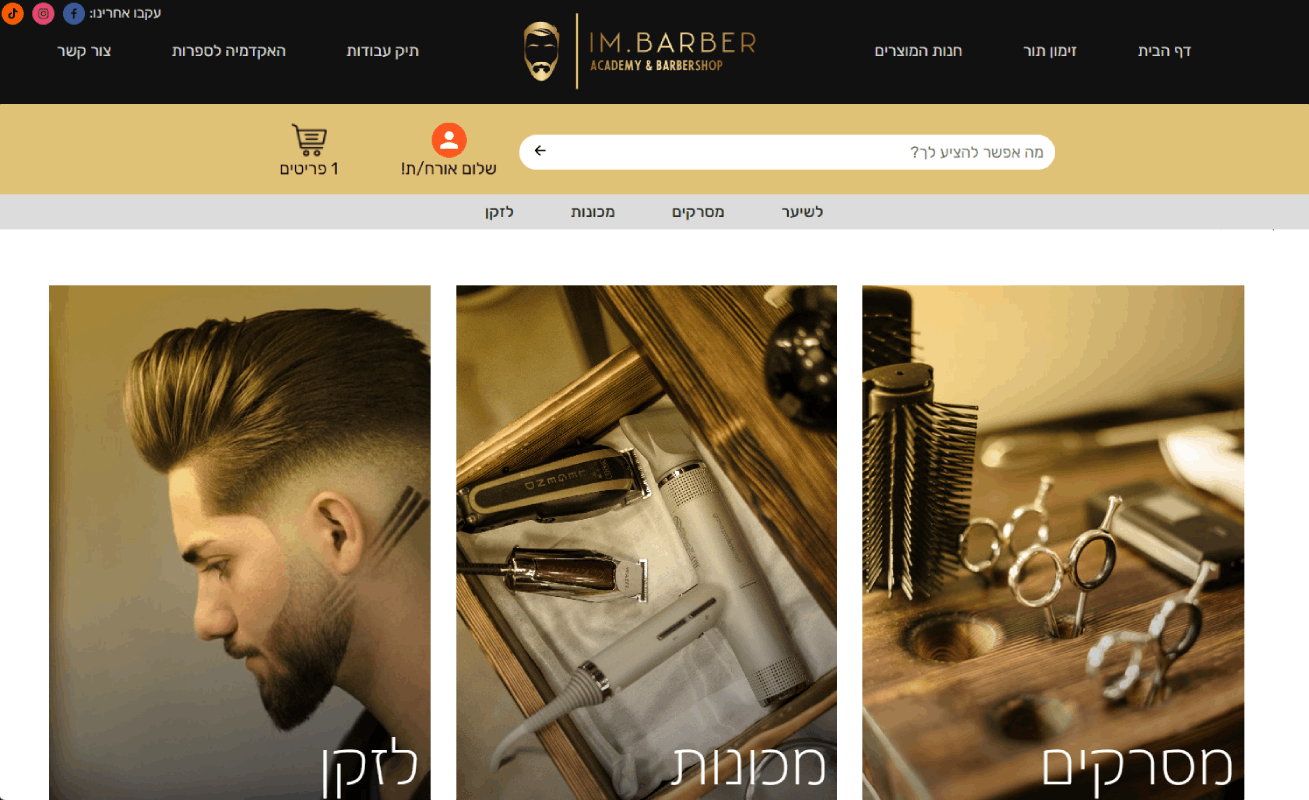 עקבו אחרינו:
דף הבית
זימון תור
חנות המוצרים
IM.BARBER
ACADEMY & BARBERSHOP
תיק עבודות
האקדמיה לספרות
צור קשר
מה אפשר להציע לך?
שלום אורח/ת!
1 פריטים
לשיער
מסרקים
מכונות
לזקן
LEGEND
מסרקים
מכונות
לזקן